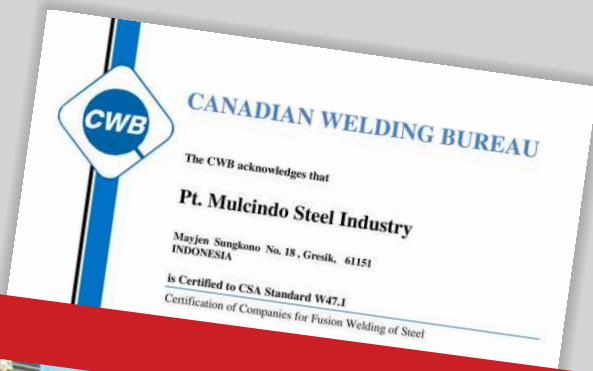 CWB
CANADIAN WELDING BUREAU
The CWB acknowledges that
Pt. Mulcindo Steel Industry
Mayjen Sungkono No. 18 , Gresik, 61151
INDONESIA
is Certified to CSA Standard W47.1
Certification of Companies for Fusion Welding of Steel